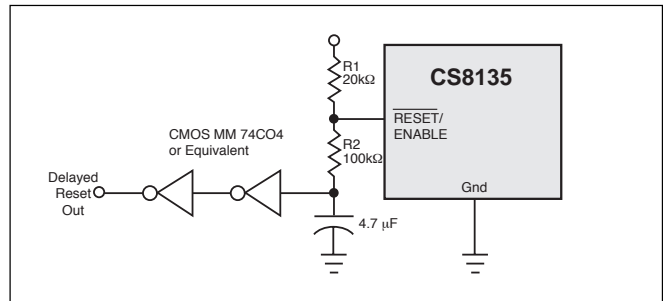 R1
20kΩ
CS8135
RESET/
ENABLE
CMOS MM 74CO4
or Equivalent
R2
100kΩ
Delayed
Reset
Out
Gnd
4.7 µF